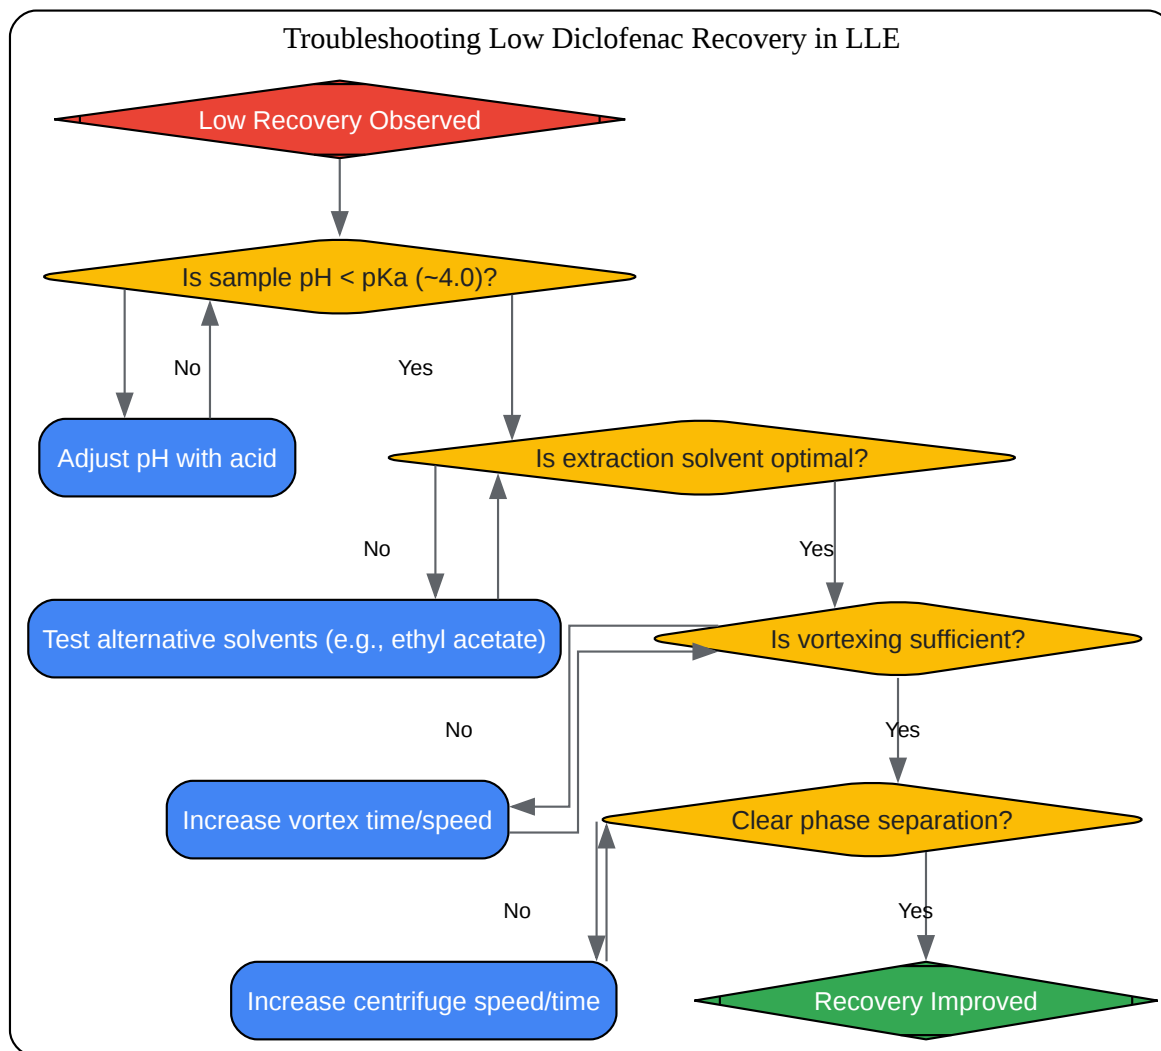 Troubleshooting Low Diclofenac Recovery in LLE
Low Recovery Observed
Is sample pH < pKa (~4.0)?
No
Yes
Adjust pH with acid
Is extraction solvent optimal?
No
Yes
Test alternative solvents (e.g., ethyl acetate)
Is vortexing sufficient?
No
Yes
Increase vortex time/speed
Clear phase separation?
No
Yes
Increase centrifuge speed/time
Recovery Improved